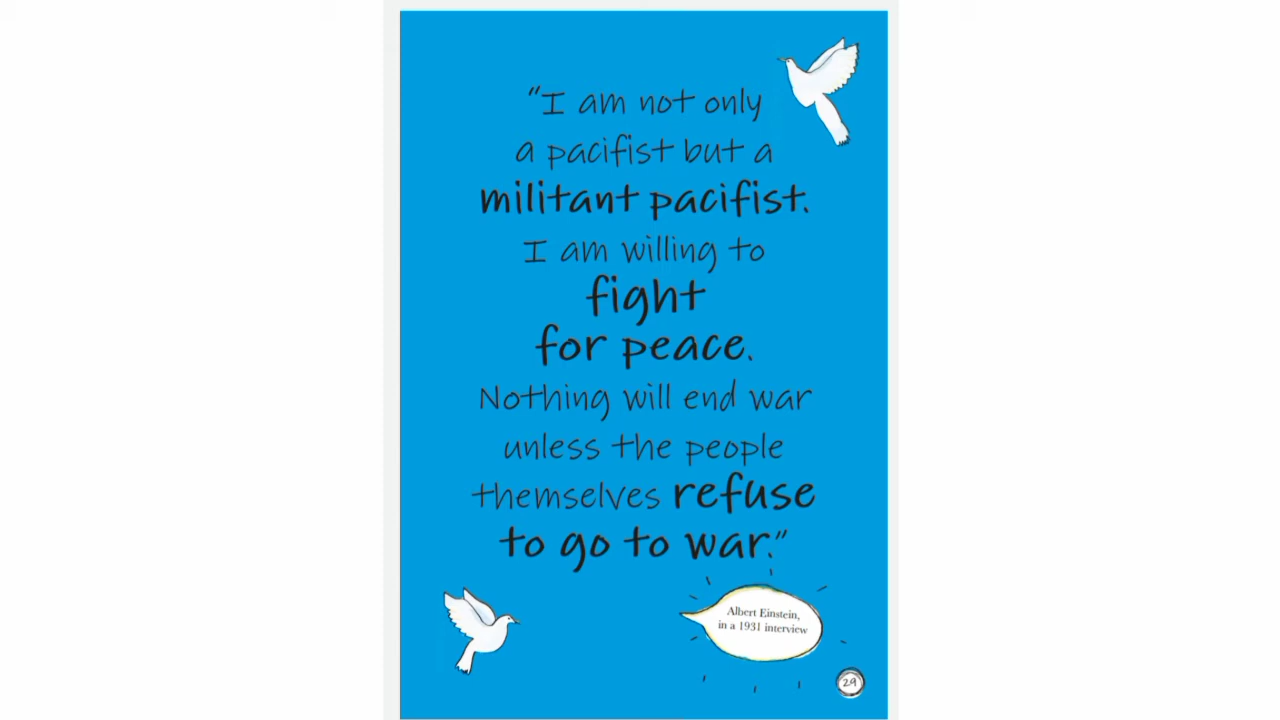 “I am not only
a pacifist but a
militant pacifist.
I am willing to
fight
for peace.
Nothing will end war
unless the people
themselves refuse
to go to war.”
Albert Einstein,
in a 1931 interview
29